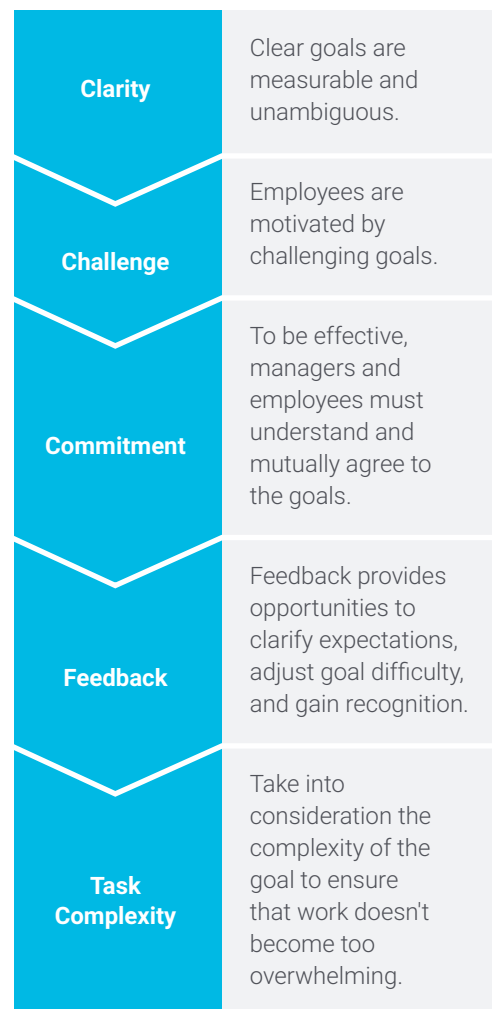 Clarity
Clear goals are
measurable and
unambiguous.
Challenge
Employees are
motivated by
challenging goals.
Commitment
To be effective,
managers and
employees must
understand and
mutually agree to
the goals.
Feedback
Feedback provides
opportunities to
clarify expectations,
adjust goal difficulty,
and gain recognition.
Task
Complexity
Take into
consideration the
complexity of the
goal to ensure
that work doesn't
become too
overwhelming.